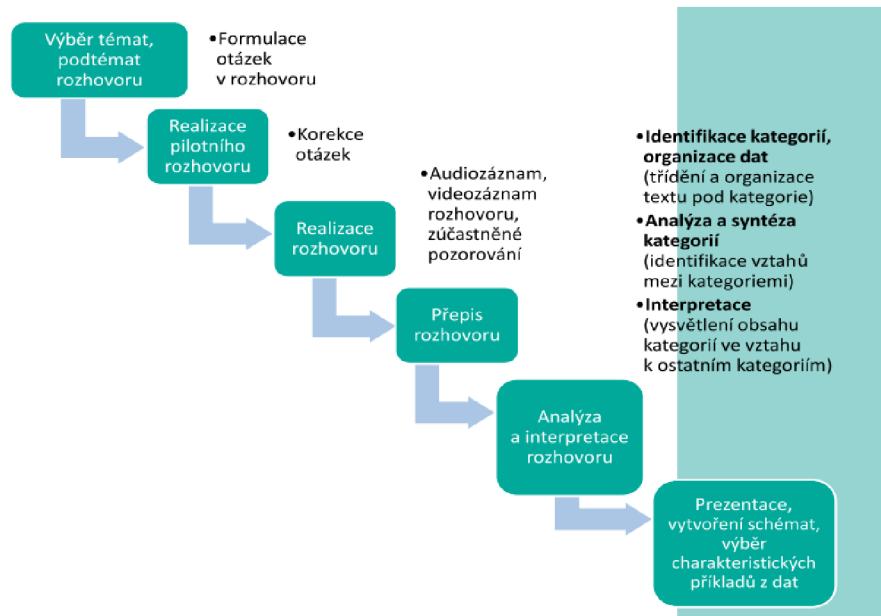 Výběr témat,
podtémat
rozhovoru
•Formulace
otázek
v rozhovoru
Realizace
pilotního
rozhovoru
•Korekce
otázek
Realizace
rozhovoru
•Audiozáznam,
videozáznam
rozhovoru,
zúčastněné
pozorování
Přepis
rozhovoru
•Identifikace kategorií,
organizace dat
(třídění a organizace
textu pod kategorie)
•Analýza a syntéza
kategorií
(identifikace vztahů
mezi kategoriemi)
•Interpretace
(vysvětlení obsahu
kategorií ve vztahu
k ostatním kategoriím)
Analýza
a interpretace
rozhovoru
Prezentace,
vytvoření schémat,
výběr
charakteristických
příkladů z dat